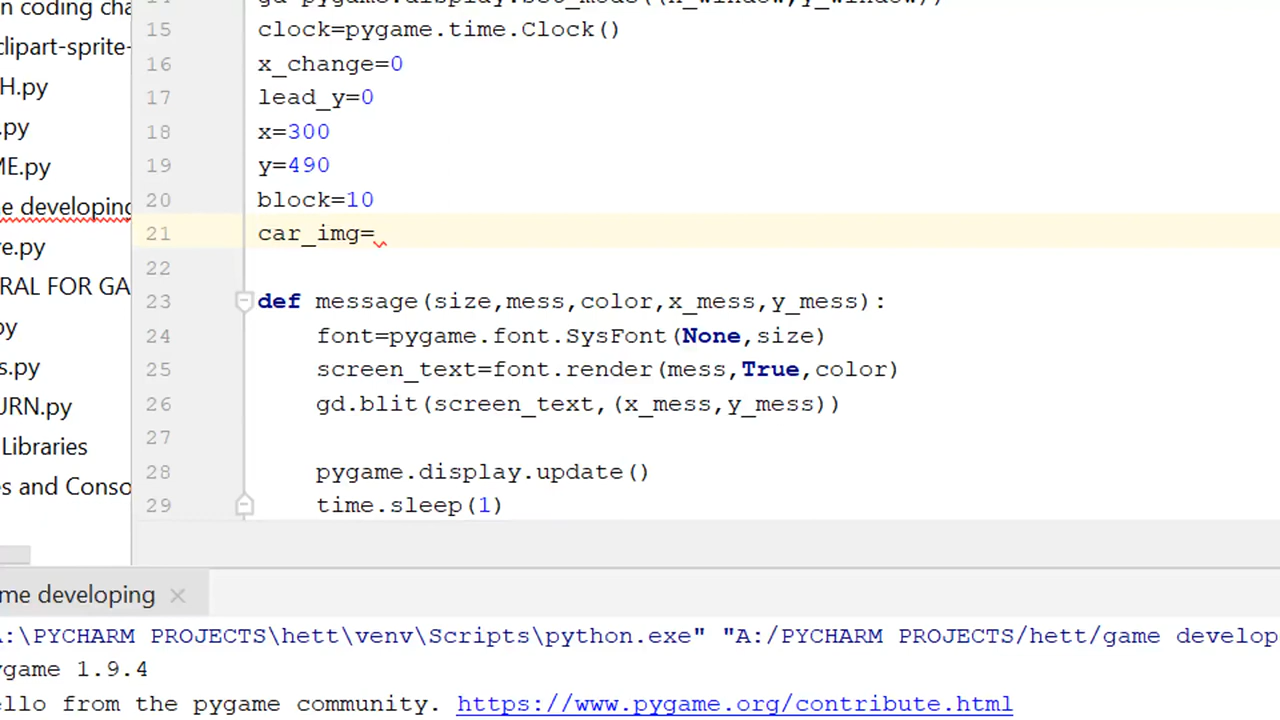 n coding cha
clipart-sprite-
H.py
.py
ME.py
e developing
e.py
RAL FOR GA
py
s.py
URN.py
Libraries
es and Conso
15 clock=pygame.time.Clock()
16 x_change=0
17 lead_y=0
18 x=300
19 y=490
20 block=10
21 car_img=
22
23 def message(size,mess,color,x_mess,y_mess):
24 font=pygame.font.SysFont(None,size)
25 screen_text=font.render(mess,True,color)
26 gd.blit(screen_text,(x_mess,y_mess))
27
28 pygame.display.update()
29 time.sleep(1)
me developing
A:\PYCHARM PROJECTS\hett\venv\Scripts\python.exe" "A:/PYCHARM PROJECTS/hett/game develop
ygame 1.9.4
ello from the pygame community. https://www.pygame.org/contribute.html